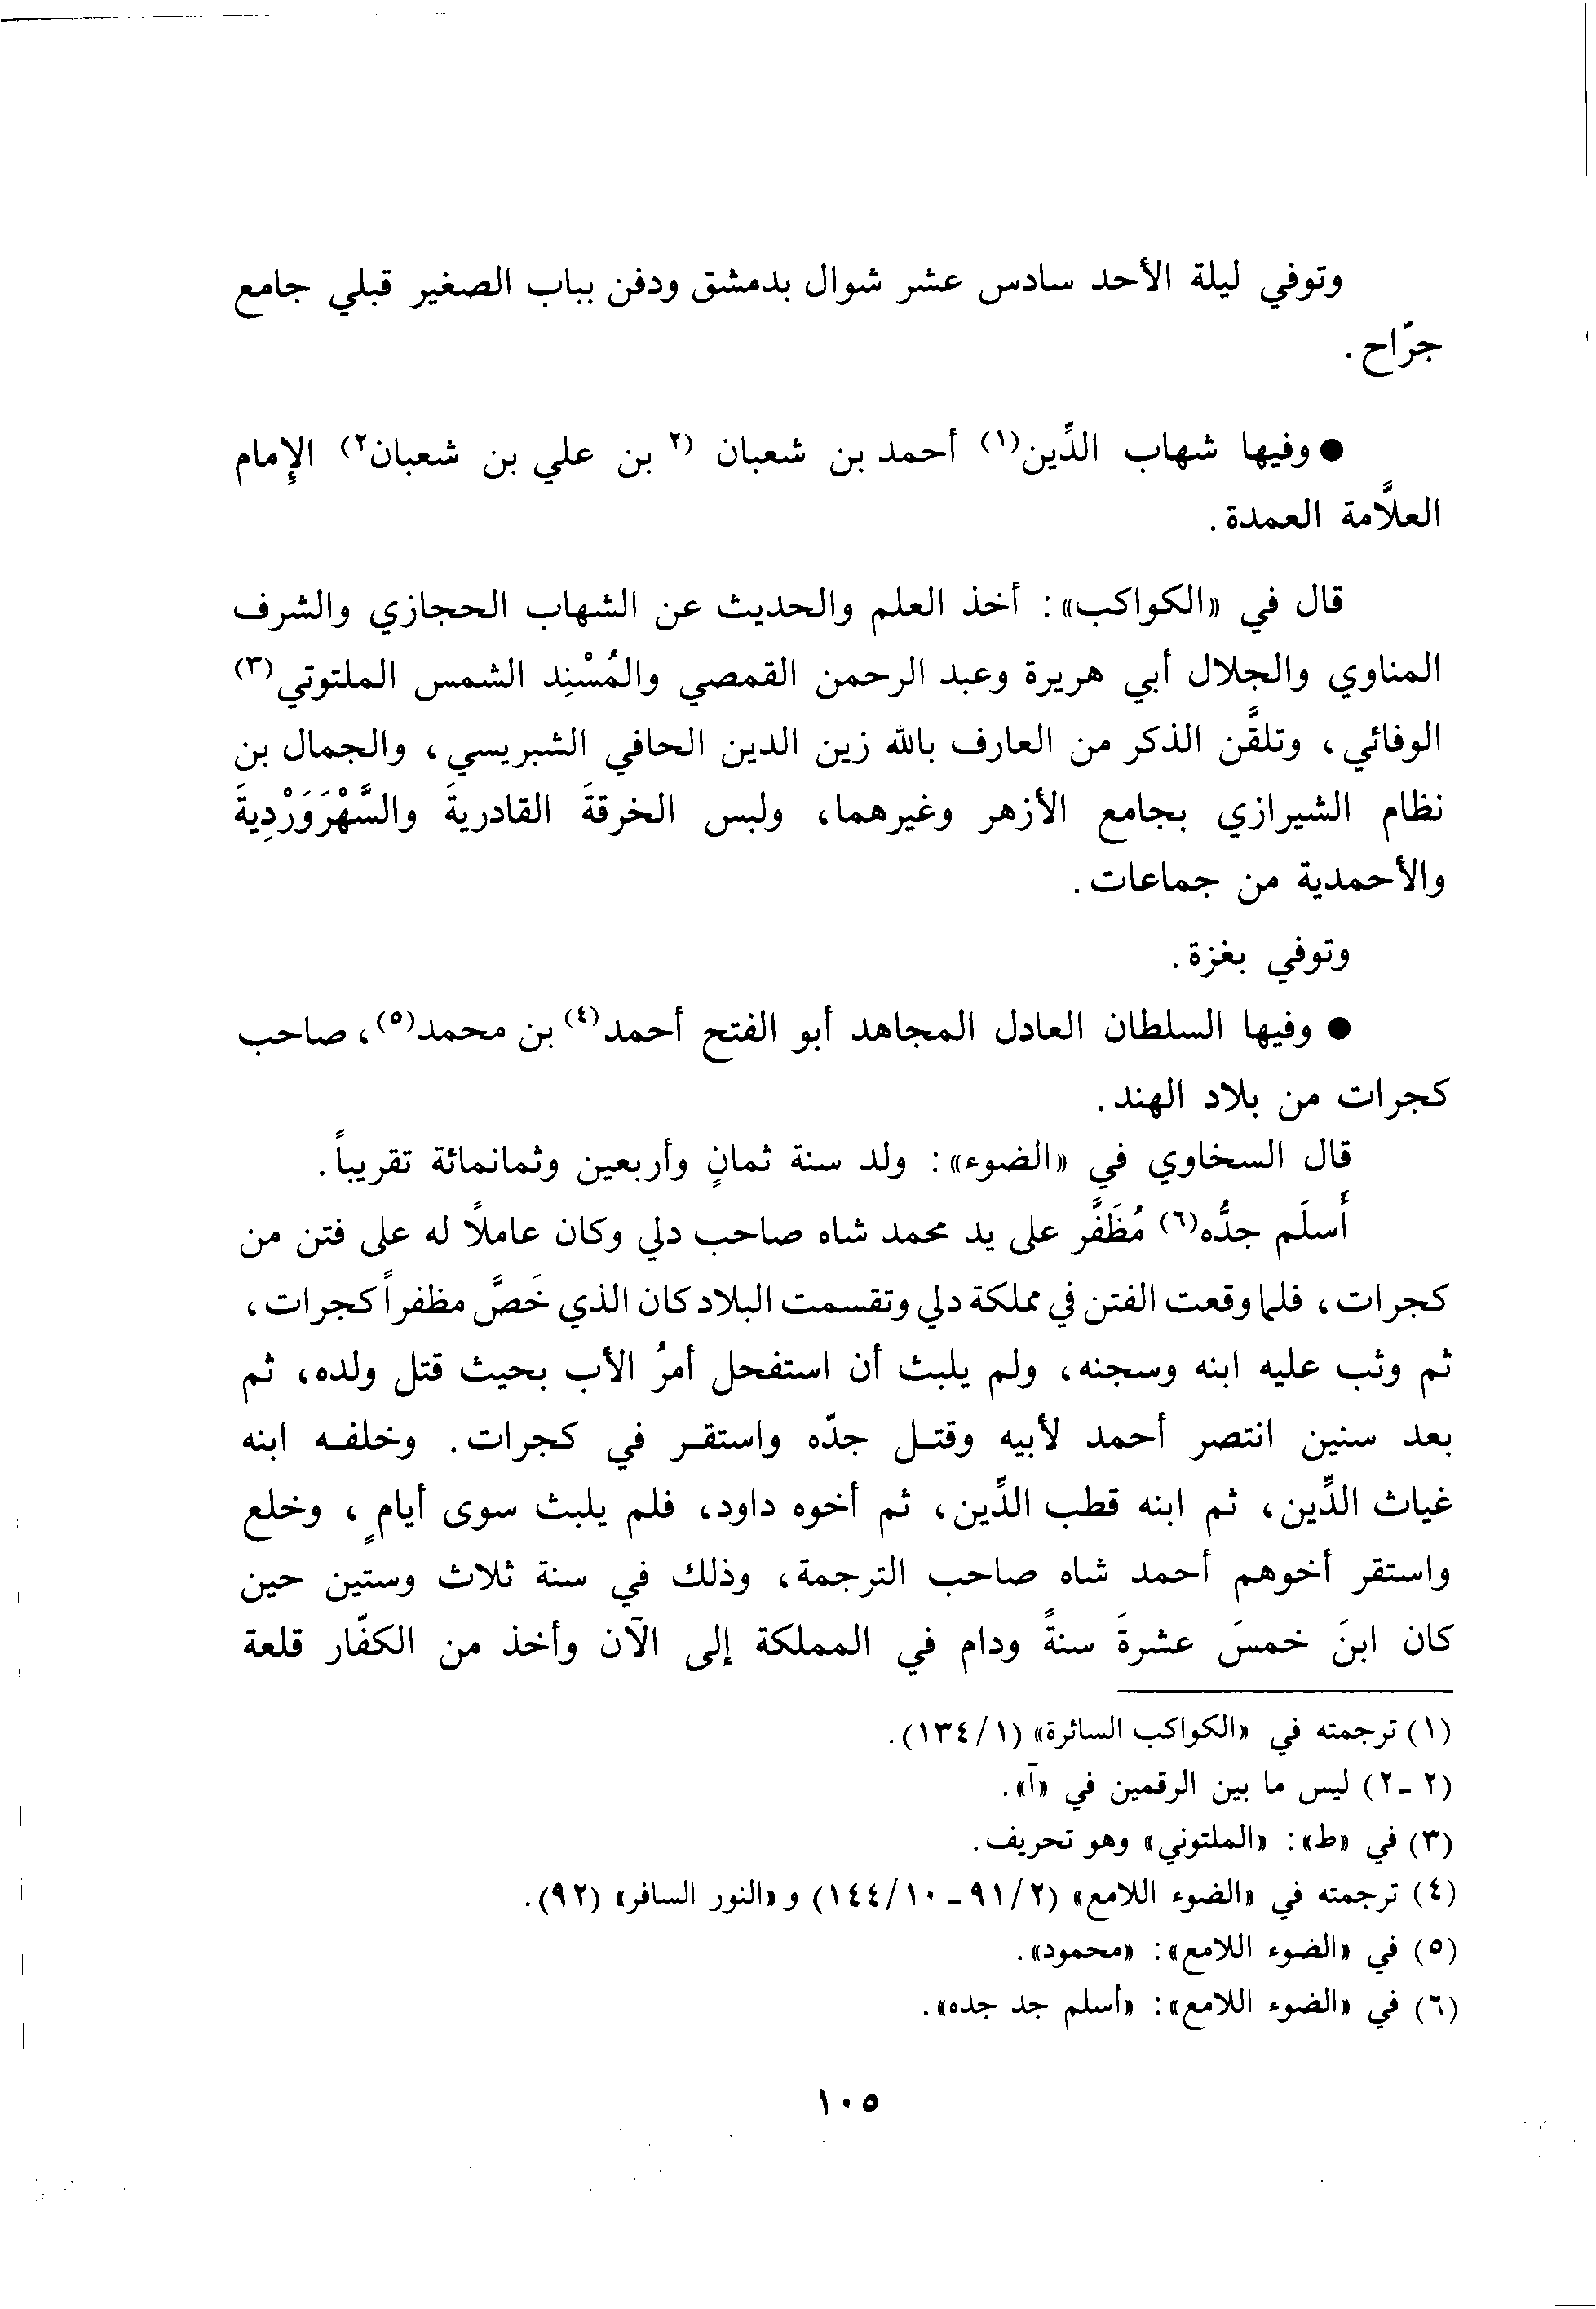 وتوفي ليلة الأحد سادس عشر شوال بدمشق ودفن بباب الصغير قبلي جامع
جرّاح.
● وفيها شهاب الدِّين(١) أحمد بن شعبان (٢ بن علي بن شعبان٢) الإمام
العلاَّمة العمدة.
قال في «الكواكب»: أخذ العلم والحديث عن الشهاب الحجازي والشرف
المناوي والجلال أبي هريرة وعبد الرحمن القمصي والمُسْنِد الشمس الملتوتي(٣)
الوفائي، وتلقَّن الذكر من العارف بالله زين الدين الحافي الشبريسي، والجمال بن
نظام الشيرازي بجامع الأزهر وغيرهما، ولبس الخرقةَ القادريةَ والسَّهْرَوَرْدِيةَ
والأحمدية من جماعات.
وتوفي بغزة.
● وفيها السلطان العادل المجاهد أبو الفتح أحمد(٤) بن محمد(٥)، صاحب
كجرات من بلاد الهند.
قال السخاوي في «الضوء»: ولد سنة ثمانٍ وأربعين وثمانمائة تقريباً.
أَسلَم جدُّه(٦) مُظَفَّر على يد محمد شاه صاحب دلي وكان عاملاً له على فتن من
كجرات، فلما وقعت الفتن في مملكة دلي وتقسمت البلاد كان الذي خَصَّ مظفراً كجرات،
ثم وثب عليه ابنه وسجنه، ولم يلبث أن استفحل أمرُ الأب بحيث قتل ولده، ثم
بعد سنين انتصر أحمد لأبيه وقتل جدّه واستقر في كجرات. وخلفه ابنه
غياث الدِّين، ثم ابنه قطب الدِّين، ثم أخوه داود، فلم يلبث سوى أيامٍ، وخلع
واستقر أخوهم أحمد شاه صاحب الترجمة، وذلك في سنة ثلاث وستين حين
كان ابنَ خمسَ عشرةَ سنةً ودام في المملكة إلى الآن وأخذ من الكفّار قلعة
(١) ترجمته في «الكواكب السائرة» (١/ ١٣٤).
(٢ - ٢) ليس ما بين الرقمين في «آ».
(٣) في «ط»: «الملتوني» وهو تحريف.
(٤) ترجمته في «الضوء اللامع» (٢/ ٩١ - ١٠/ ١٤٤) و«النور السافر» (٩٢).
(٥) في «الضوء اللامع»: «محمود».
(٦) في «الضوء اللامع»: «أسلم جد جده».
١٠٥